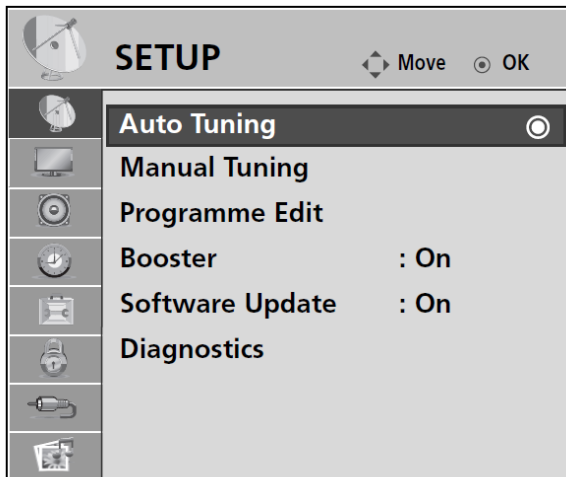 SETUP Move OK
Auto Tuning
Manual Tuning
Programme Edit
Booster : On
Software Update : On
Diagnostics